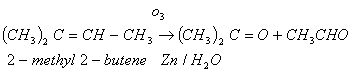 o₃
(CH₃)₂ C = CH − CH₃ → (CH₃)₂ C = O + CH₃CHO
2 − methyl 2 − butene Zn / H₂O